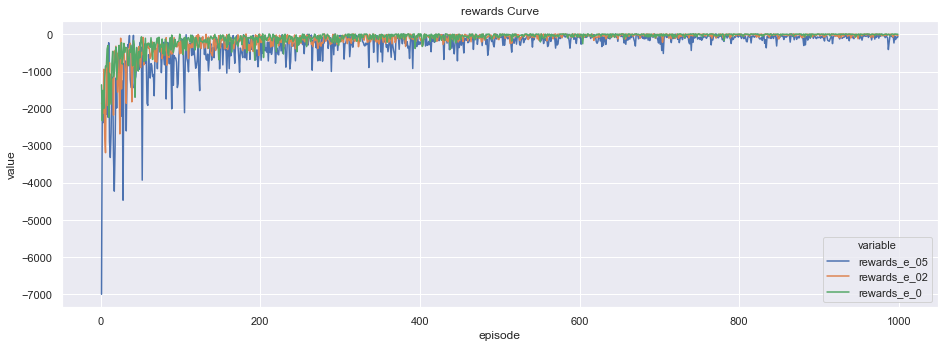 rewards Curve
0
−1000
−2000
−3000
−4000
−5000
−6000
−7000
value
0
200
400
600
800
1000
episode
variable
rewards_e_05
rewards_e_02
rewards_e_0